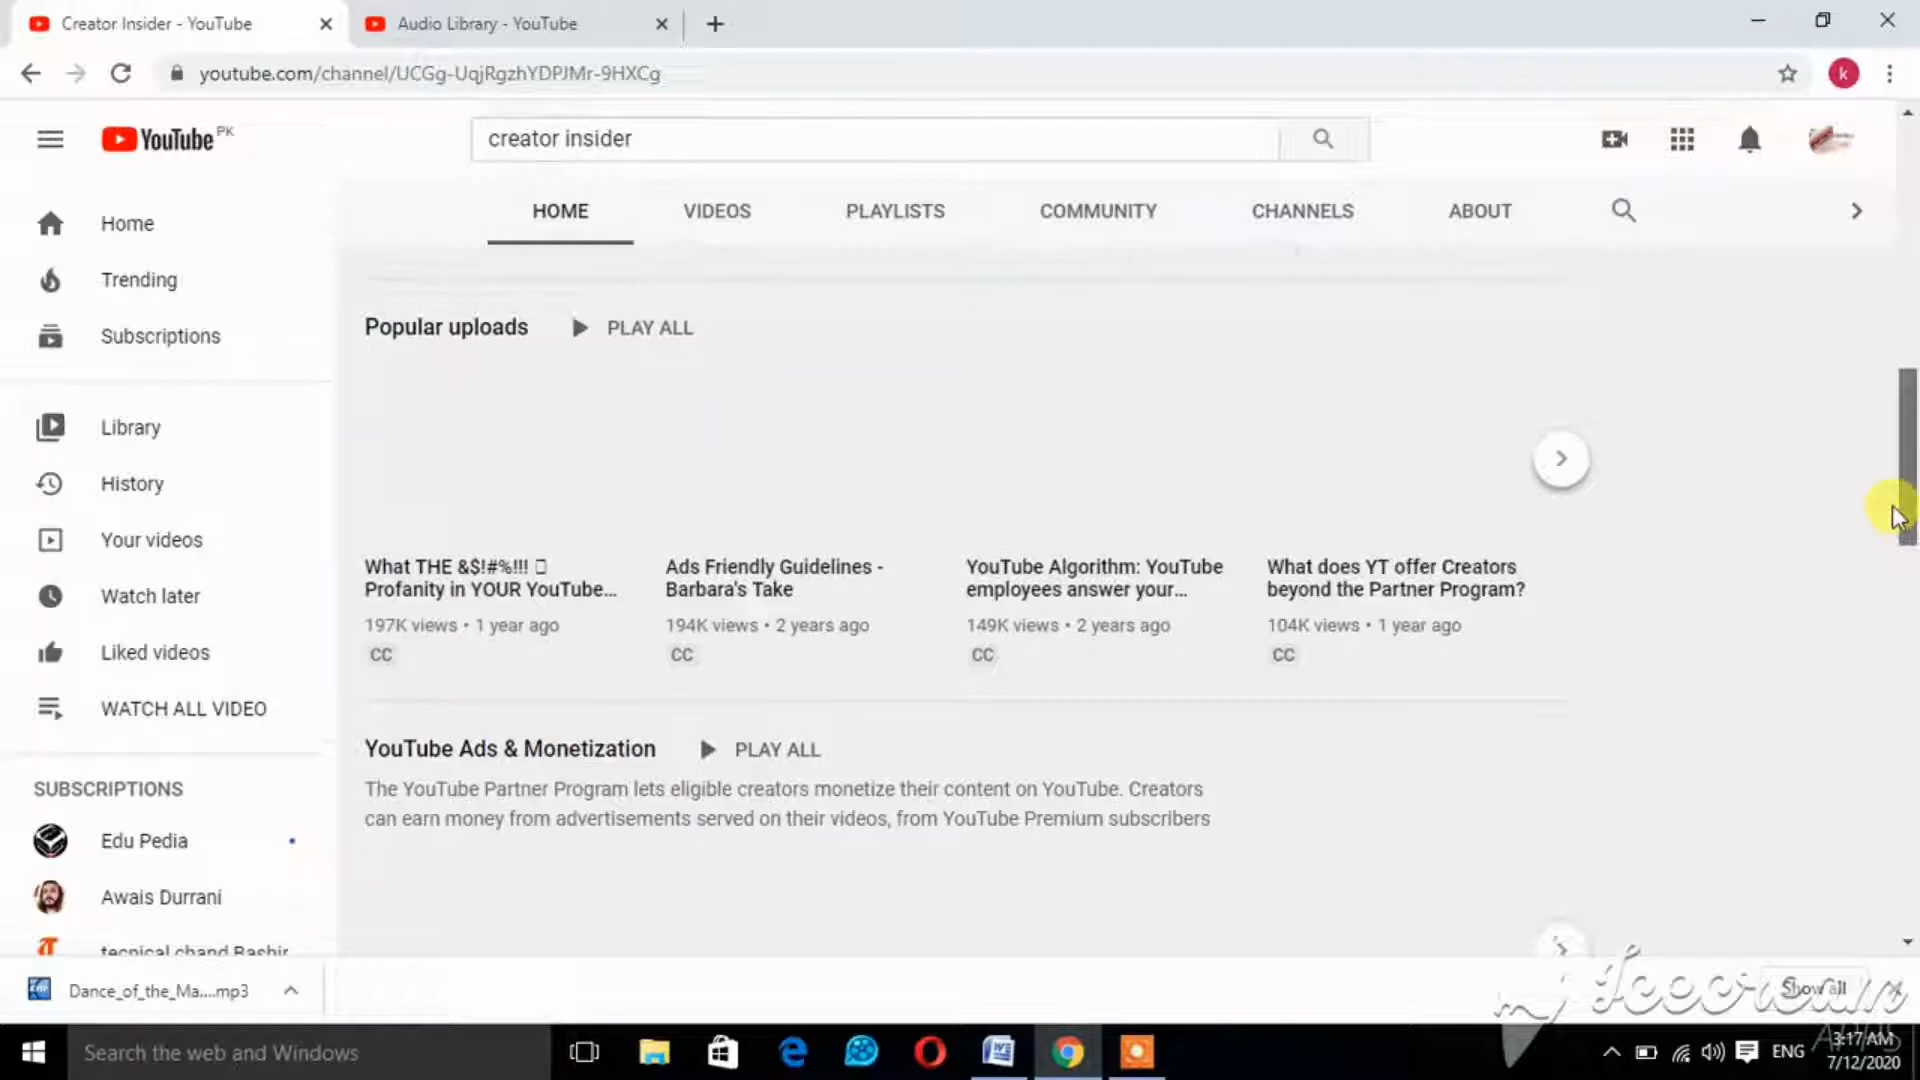 Creator Insider - YouTube
Audio Library - YouTube
youtube.com/channel/UCGg-UqjRgzhYDPJMr-9HXCg
k
YouTube PK
creator insider
HOME VIDEOS PLAYLISTS COMMUNITY CHANNELS ABOUT
Home
Trending
Subscriptions
Library
History
Your videos
Watch later
Liked videos
WATCH ALL VIDEO
SUBSCRIPTIONS
Edu Pedia
Awais Durrani
tecnical chand Bashir
Popular uploads PLAY ALL
What THE &$!#%!!!
Profanity in YOUR YouTube...
197K views • 1 year ago
CC
Ads Friendly Guidelines -
Barbara's Take
194K views • 2 years ago
CC
YouTube Algorithm: YouTube
employees answer your...
149K views • 2 years ago
CC
What does YT offer Creators
beyond the Partner Program?
104K views • 1 year ago
CC
YouTube Ads & Monetization PLAY ALL
The YouTube Partner Program lets eligible creators monetize their content on YouTube. Creators
can earn money from advertisements served on their videos, from YouTube Premium subscribers
Dance_of_the_Ma....mp3
Show all
Icecream
APPS
Search the web and Windows
ENG
3:17 AM
7/12/2020